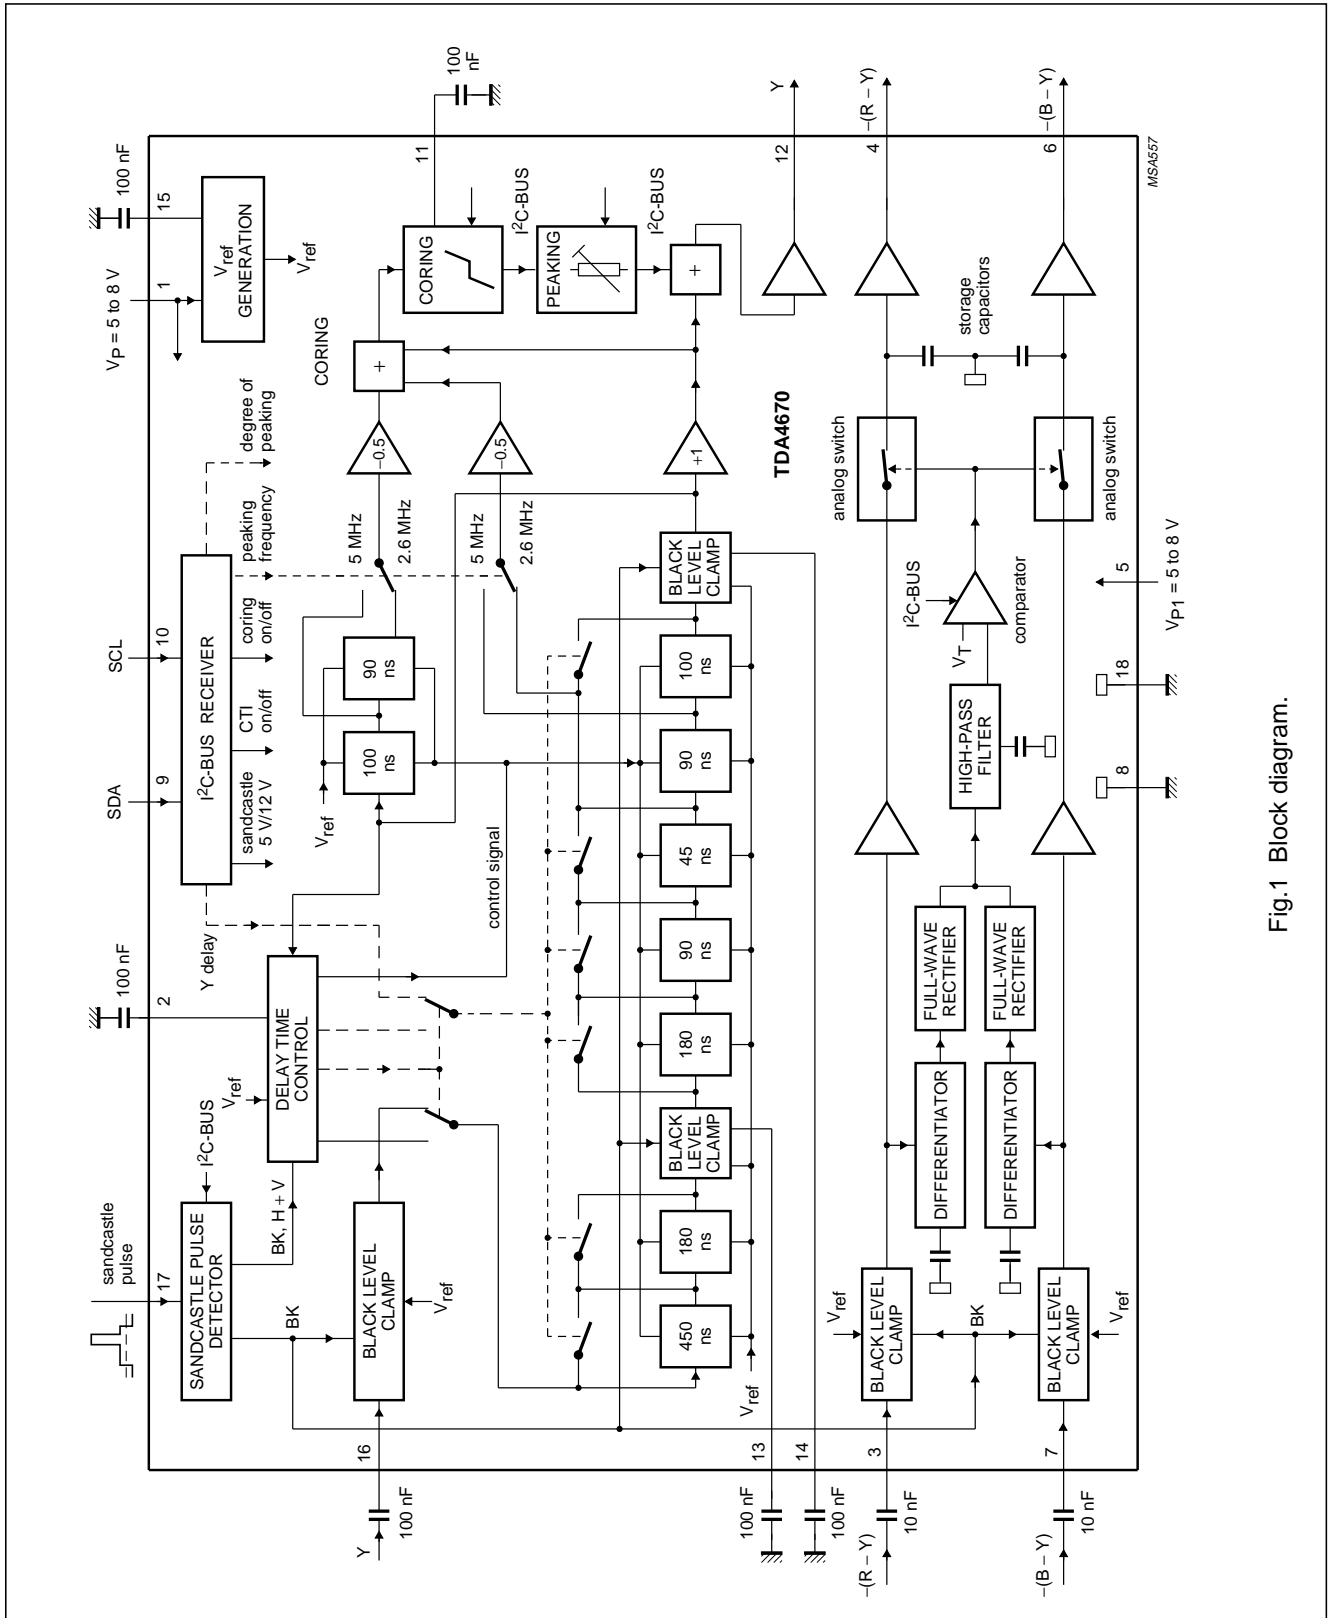 sandcastle
pulse
17
SANDCASTLE PULSE
DETECTOR
I2C-BUS
BK
BK, H + V
Vref
100 nF
2
DELAY TIME
CONTROL
Y delay
SDA
9
SCL
10
I2C-BUS RECEIVER
sandcastle
5 V/12 V
CTI
on/off
coring
on/off
peaking
frequency
degree of
peaking
VP = 5 to 8 V
1
100 nF
15
Vref
GENERATION
Vref
Y
100 nF
16
BLACK LEVEL
CLAMP
Vref
control signal
Vref
100
ns
90
ns
5 MHz
2.6 MHz
−0.5
5 MHz
2.6 MHz
−0.5
CORING
+
CORING
I2C-BUS
11
100
nF
PEAKING
I2C-BUS
+
450
ns
180
ns
BLACK
LEVEL
CLAMP
180
ns
90
ns
45
ns
90
ns
100
ns
BLACK
LEVEL
CLAMP
+1
Vref
12
Y
100 nF
13
100 nF
14
TDA4670
−(R − Y)
10 nF
3
Vref
BLACK LEVEL
CLAMP
BK
DIFFERENTIATOR
FULL-WAVE
RECTIFIER
DIFFERENTIATOR
FULL-WAVE
RECTIFIER
HIGH-PASS
FILTER
VT
I2C-BUS
comparator
analog switch
analog switch
storage
capacitors
4
−(R − Y)
−(B − Y)
10 nF
7
BLACK LEVEL
CLAMP
Vref
6
−(B − Y)
8
18
5
VP1 = 5 to 8 V
MSA557
Fig.1 Block diagram.